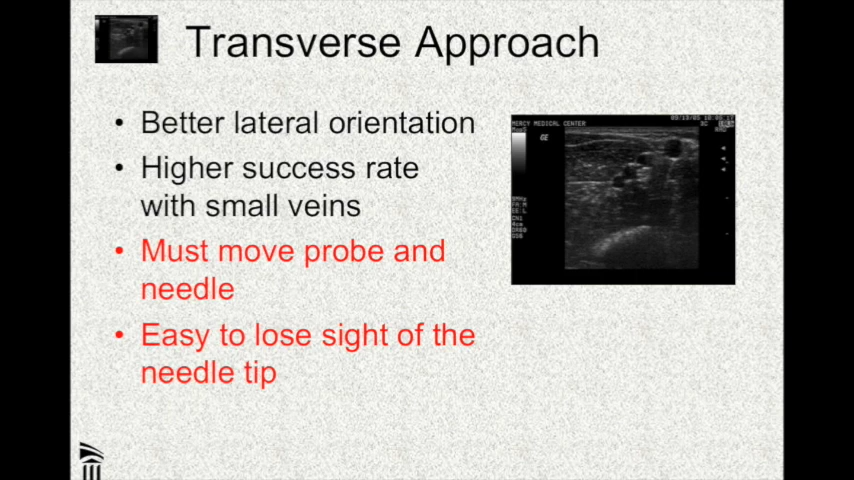 Transverse Approach
• Better lateral orientation
• Higher success rate
with small veins
• Must move probe and
needle
• Easy to lose sight of the
needle tip
MERCY MEDICAL CENTER
GE